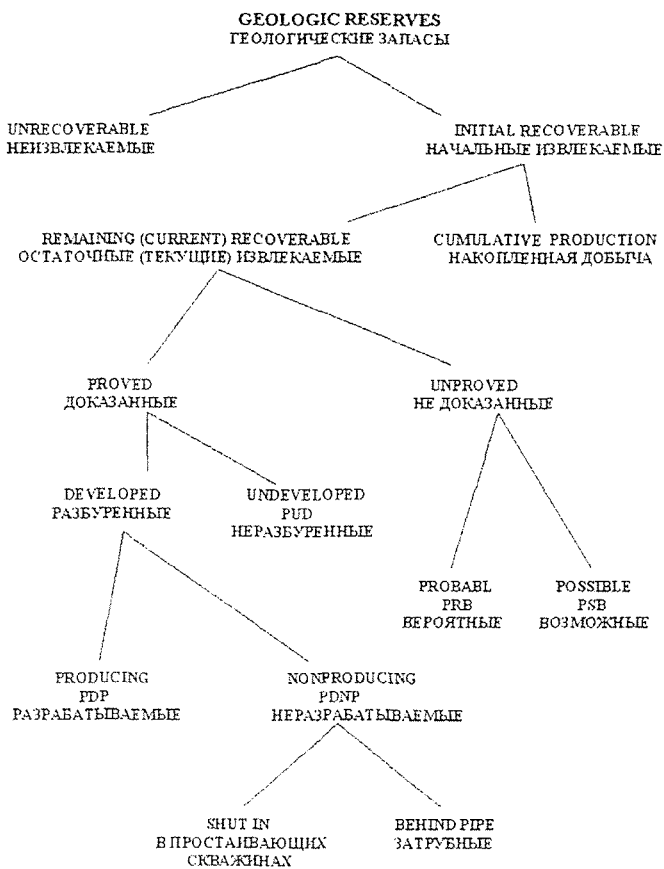 GEOLOGIC RESERVES
ГЕОЛОГИЧЕСКИЕ ЗАПАСЫ
UNRECOVERABLE
НЕИЗВЛЕКАЕМЫЕ
INITIAL RECOVERABLE
НАЧАЛЬНЫЕ ИЗВЛЕКАЕМЫЕ
REMAINING (CURRENT) RECOVERABLE
ОСТАТОЧНЫЕ (ТЕКУЩИЕ) ИЗВЛЕКАЕМЫЕ
CUMULATIVE PRODUCTION
НАКОПЛЕННАЯ ДОБЫЧА
PROVED
ДОКАЗАННЫЕ
UNPROVED
НЕ ДОКАЗАННЫЕ
DEVELOPED
РАЗБУРЕННЫЕ
UNDEVELOPED
PUD
НЕРАЗБУРЕННЫЕ
PROBABL
PRB
ВЕРОЯТНЫЕ
POSSIBLE
PSB
ВОЗМОЖНЫЕ
PRODUCING
PDP
РАЗРАБАТЫВАЕМЫЕ
NONPRODUCING
PDNP
НЕРАЗРАБАТЫВАЕМЫЕ
SHUT IN
В ПРОСТАИВАЮЩИХ
СКВАЖИНАХ
BEHIND PIPE
ЗАТРУБНЫЕ